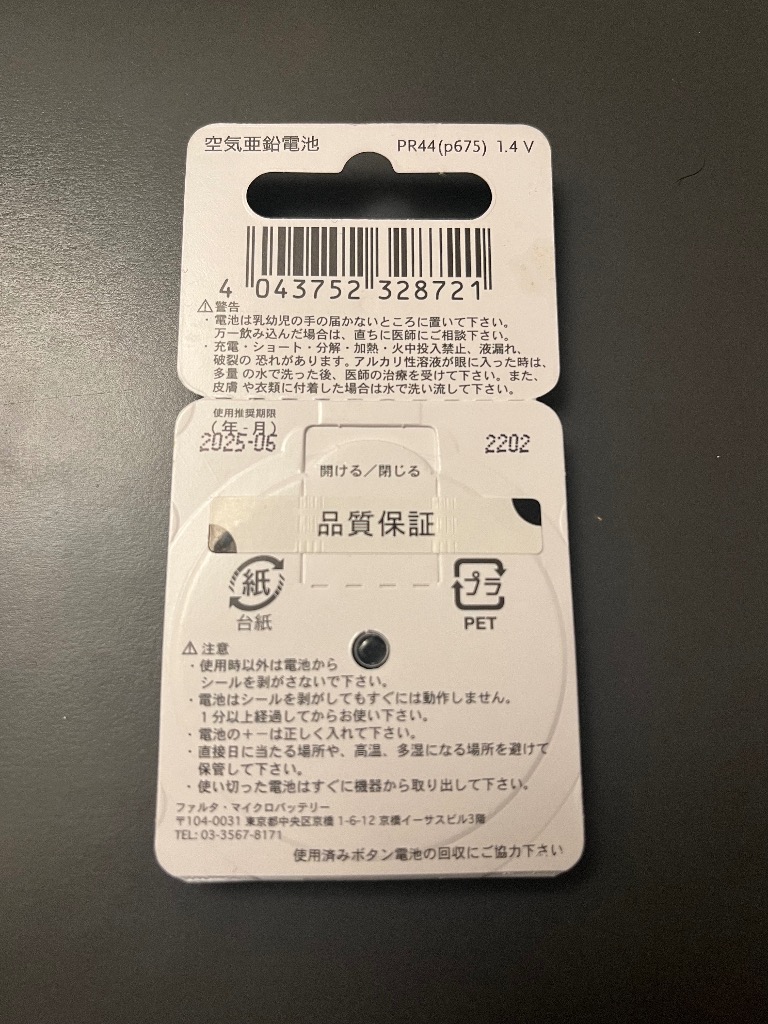 空気亜鉛電池 PR44(p675) 1.4 V
4 043752 328721
⚠警告
・電池は乳幼児の手の届かないところに置いて下さい。
万一飲み込んだ場合は、直ちに医師にご相談下さい。
・充電・ショート・分解・加熱・火中投入禁止、液漏れ、
破裂の 恐れがあります。アルカリ性溶液が眼に入った時は、
多量 の水で洗った後、医師の治療を受けて下さい。また、
皮膚 や衣類に付着した場合は水で洗い流して下さい。
使用推奨期限
(年-月)
2025-06 2202
開ける／閉じる
品質保証
紙 プラ
台紙 PET
⚠ 注意
・使用時以外は電池から
シールを剥がさないで下さい。
・電池はシールを剥がしてもすぐには動作しません。
1分以上経過してからお使い下さい。
・電池の＋－は正しく入れて下さい。
・直接日に当たる場所や、高温、多湿になる場所を避けて
保管して下さい。
・使い切った電池はすぐに機器から取り出して下さい。
ファルタ・マイクロバッテリー
〒104-0031 東京都中央区京橋 1-6-12 京橋イーサスビル3階
TEL: 03-3567-8171
使用済みボタン電池の回収にご協力下さい